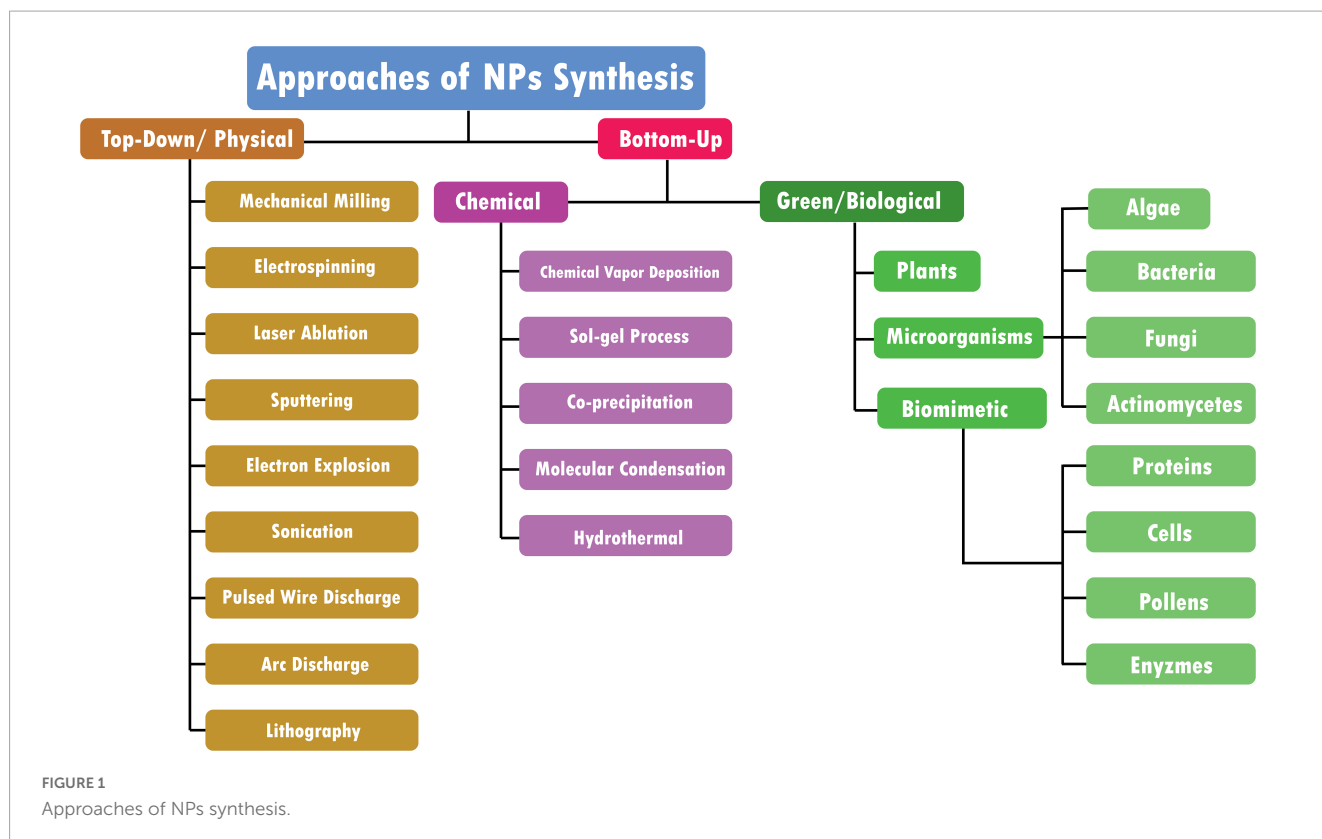 Approaches of NPs Synthesis
Top-Down/ Physical
Bottom-Up
Mechanical Milling
Electrospinning
Laser Ablation
Sputtering
Electron Explosion
Sonication
Pulsed Wire Discharge
Arc Discharge
Lithography
Chemical
Chemical Vapor Deposition
Sol-gel Process
Co-precipitation
Molecular Condensation
Hydrothermal
Green/Biological
Plants
Microorganisms
Biomimetic
Algae
Bacteria
Fungi
Actinomycetes
Proteins
Cells
Pollens
Enyzmes
FIGURE 1
Approaches of NPs synthesis.